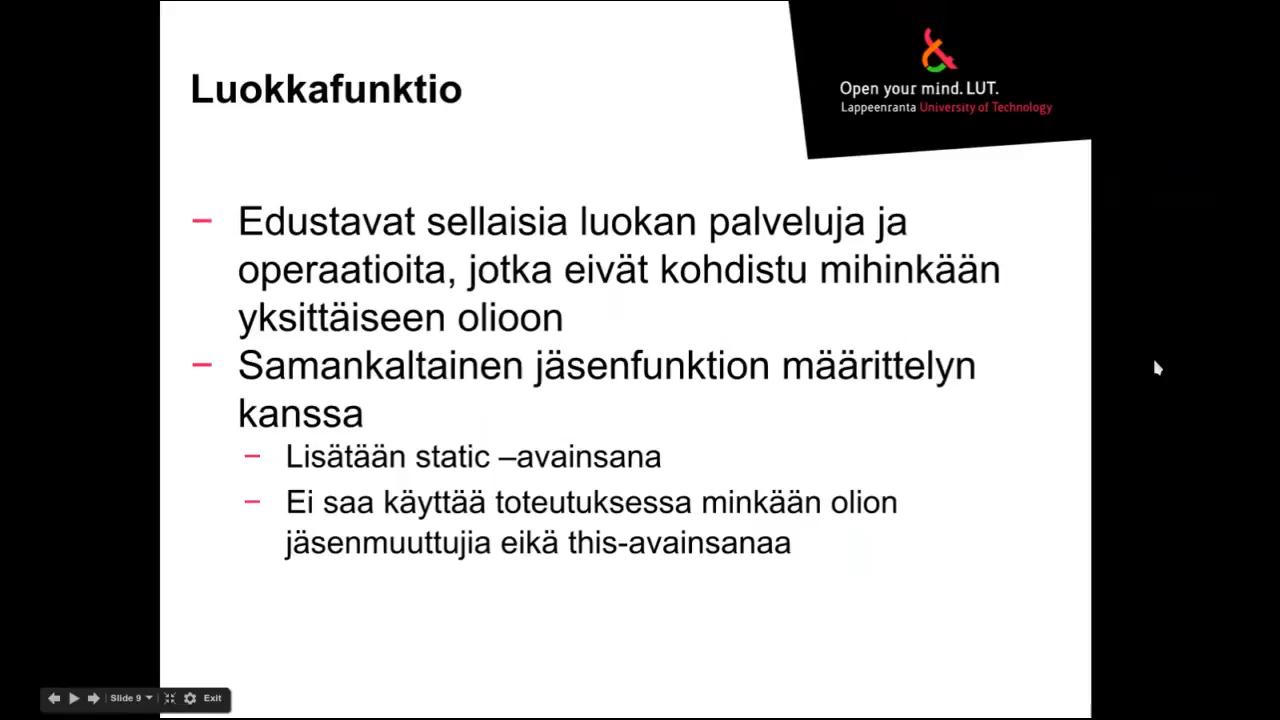 Luokkafunktio
Open your mind. LUT.
Lappeenranta University of Technology
– Edustavat sellaisia luokan palveluja ja
operaatioita, jotka eivät kohdistu mihinkään
yksittäiseen olioon
– Samankaltainen jäsenfunktion määrittelyn
kanssa
– Lisätään static –avainsana
– Ei saa käyttää toteutuksessa minkään olion
jäsenmuuttujia eikä this-avainsanaa
Slide 9 Exit